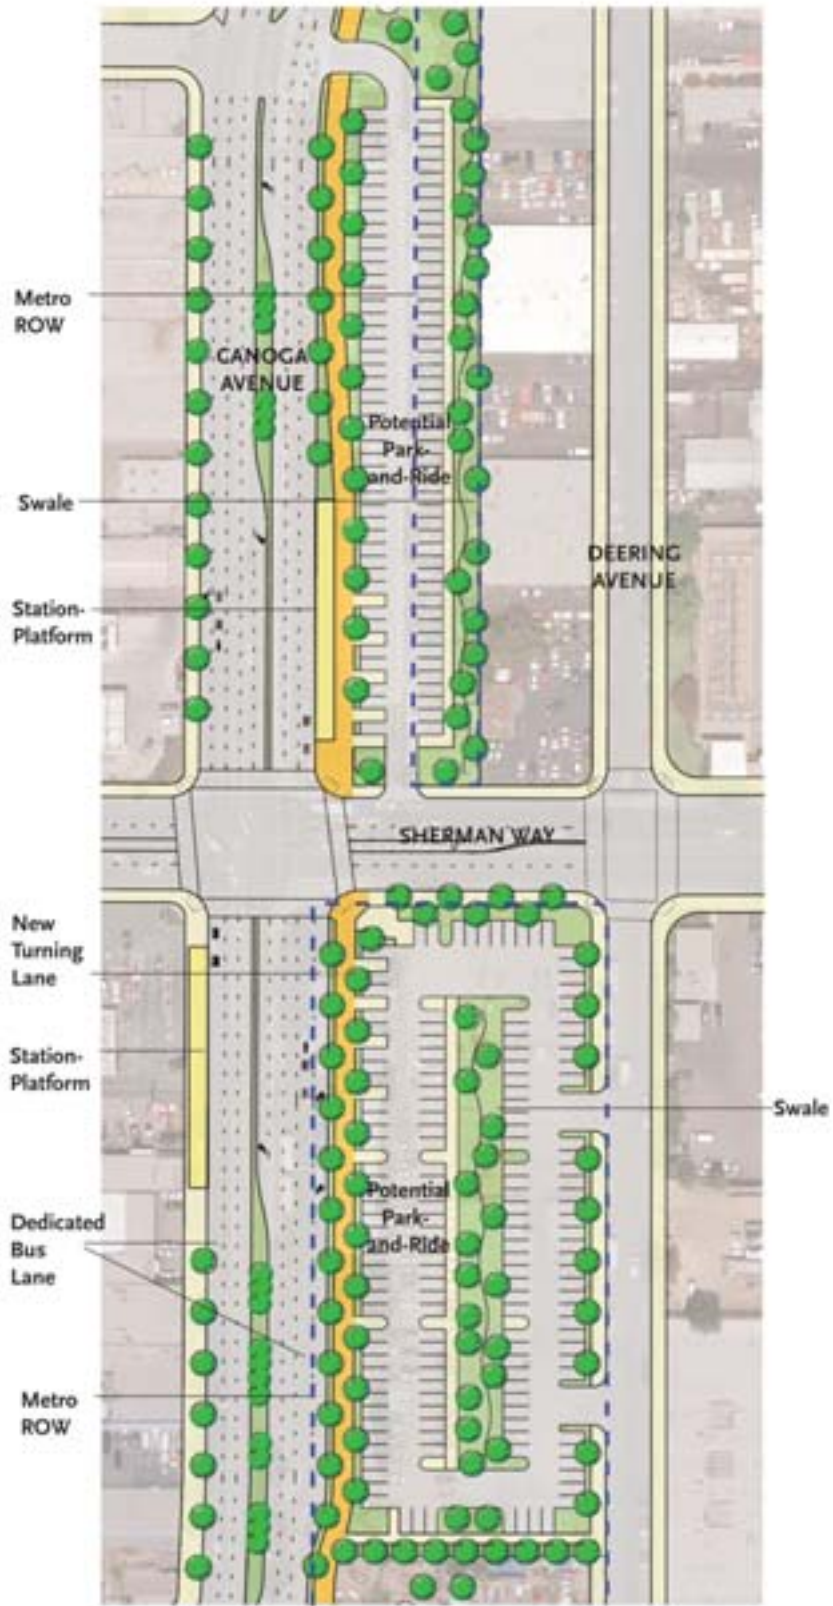 Metro
ROW
CANOGA
AVENUE
Potential
Park-
and-Ride
Swale
DEERING
AVENUE
Station-
Platform
SHERMAN WAY
New
Turning
Lane
Station-
Platform
Swale
Potential
Park-
and-Ride
Dedicated
Bus
Lane
Metro
ROW